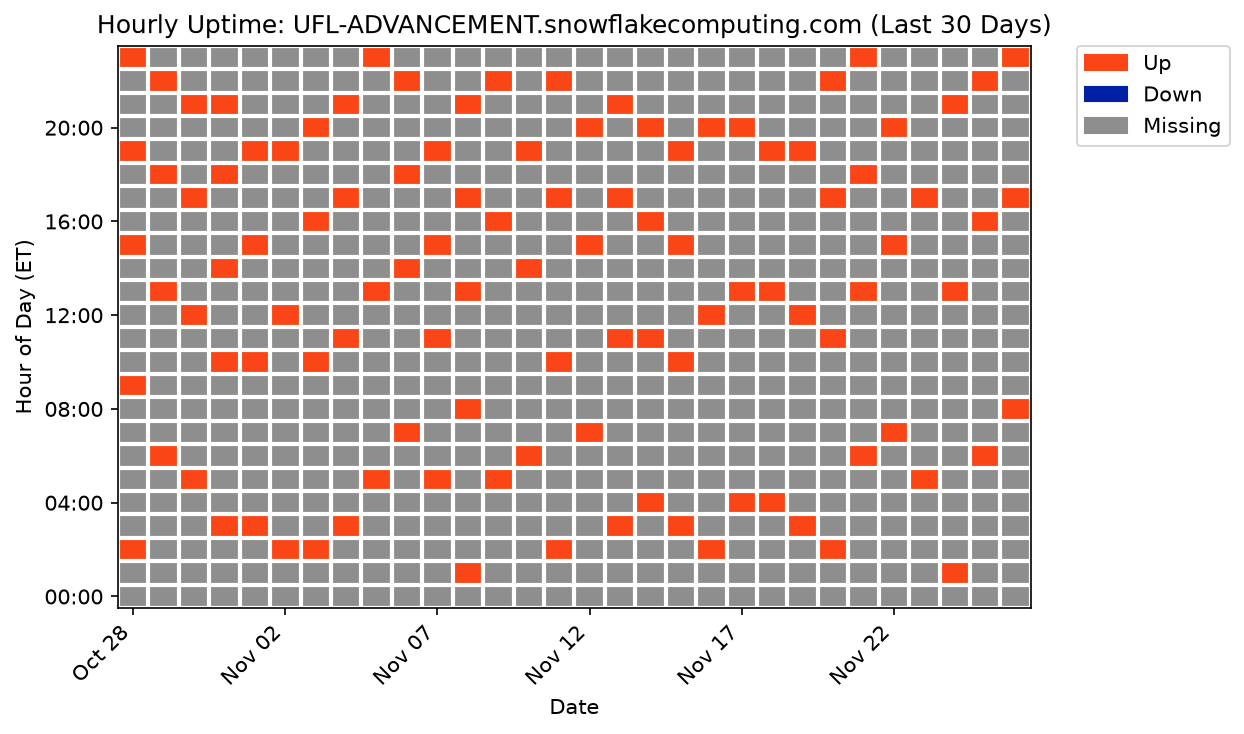 Hourly Uptime: UFL-ADVANCEMENT.snowflakecomputing.com (Last 30 Days)
Up
Down
Missing
Hour of Day (ET)
20:00
16:00
12:00
08:00
04:00
00:00
Oct 28
Nov 02
Nov 07
Nov 12
Nov 17
Nov 22
Date